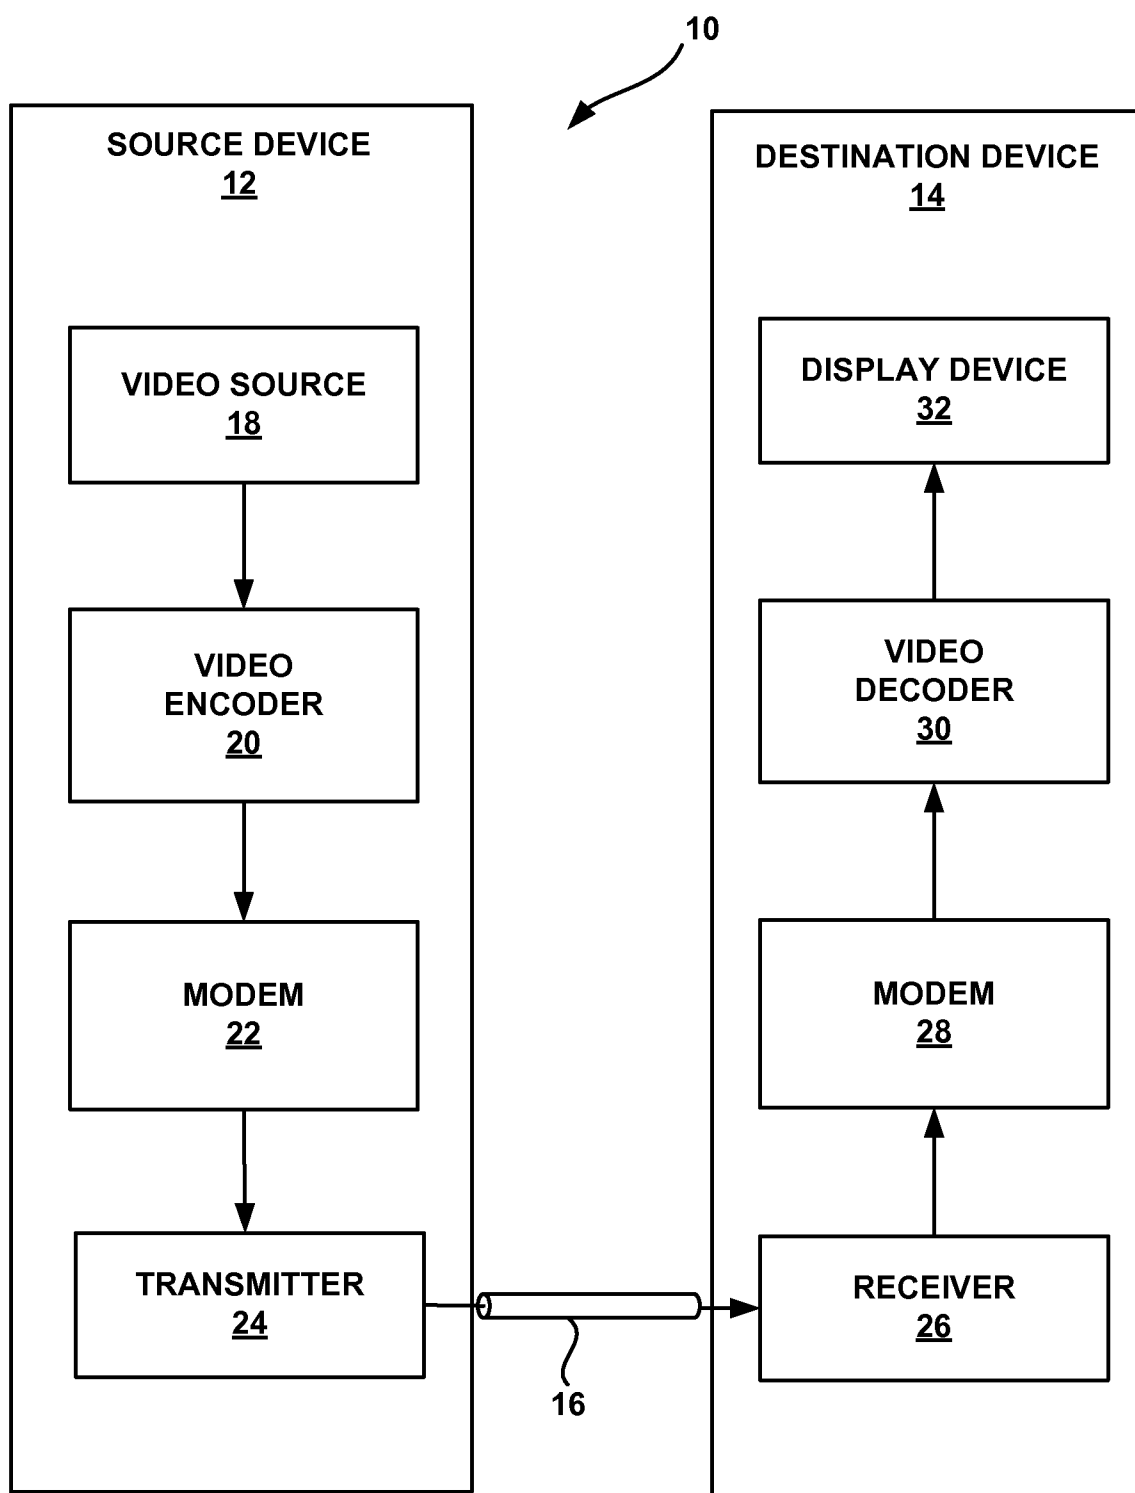 10
SOURCE DEVICE
12
VIDEO SOURCE
18
VIDEO
ENCODER
20
MODEM
22
TRANSMITTER
24
16
DESTINATION DEVICE
14
DISPLAY DEVICE
32
VIDEO
DECODER
30
MODEM
28
RECEIVER
26